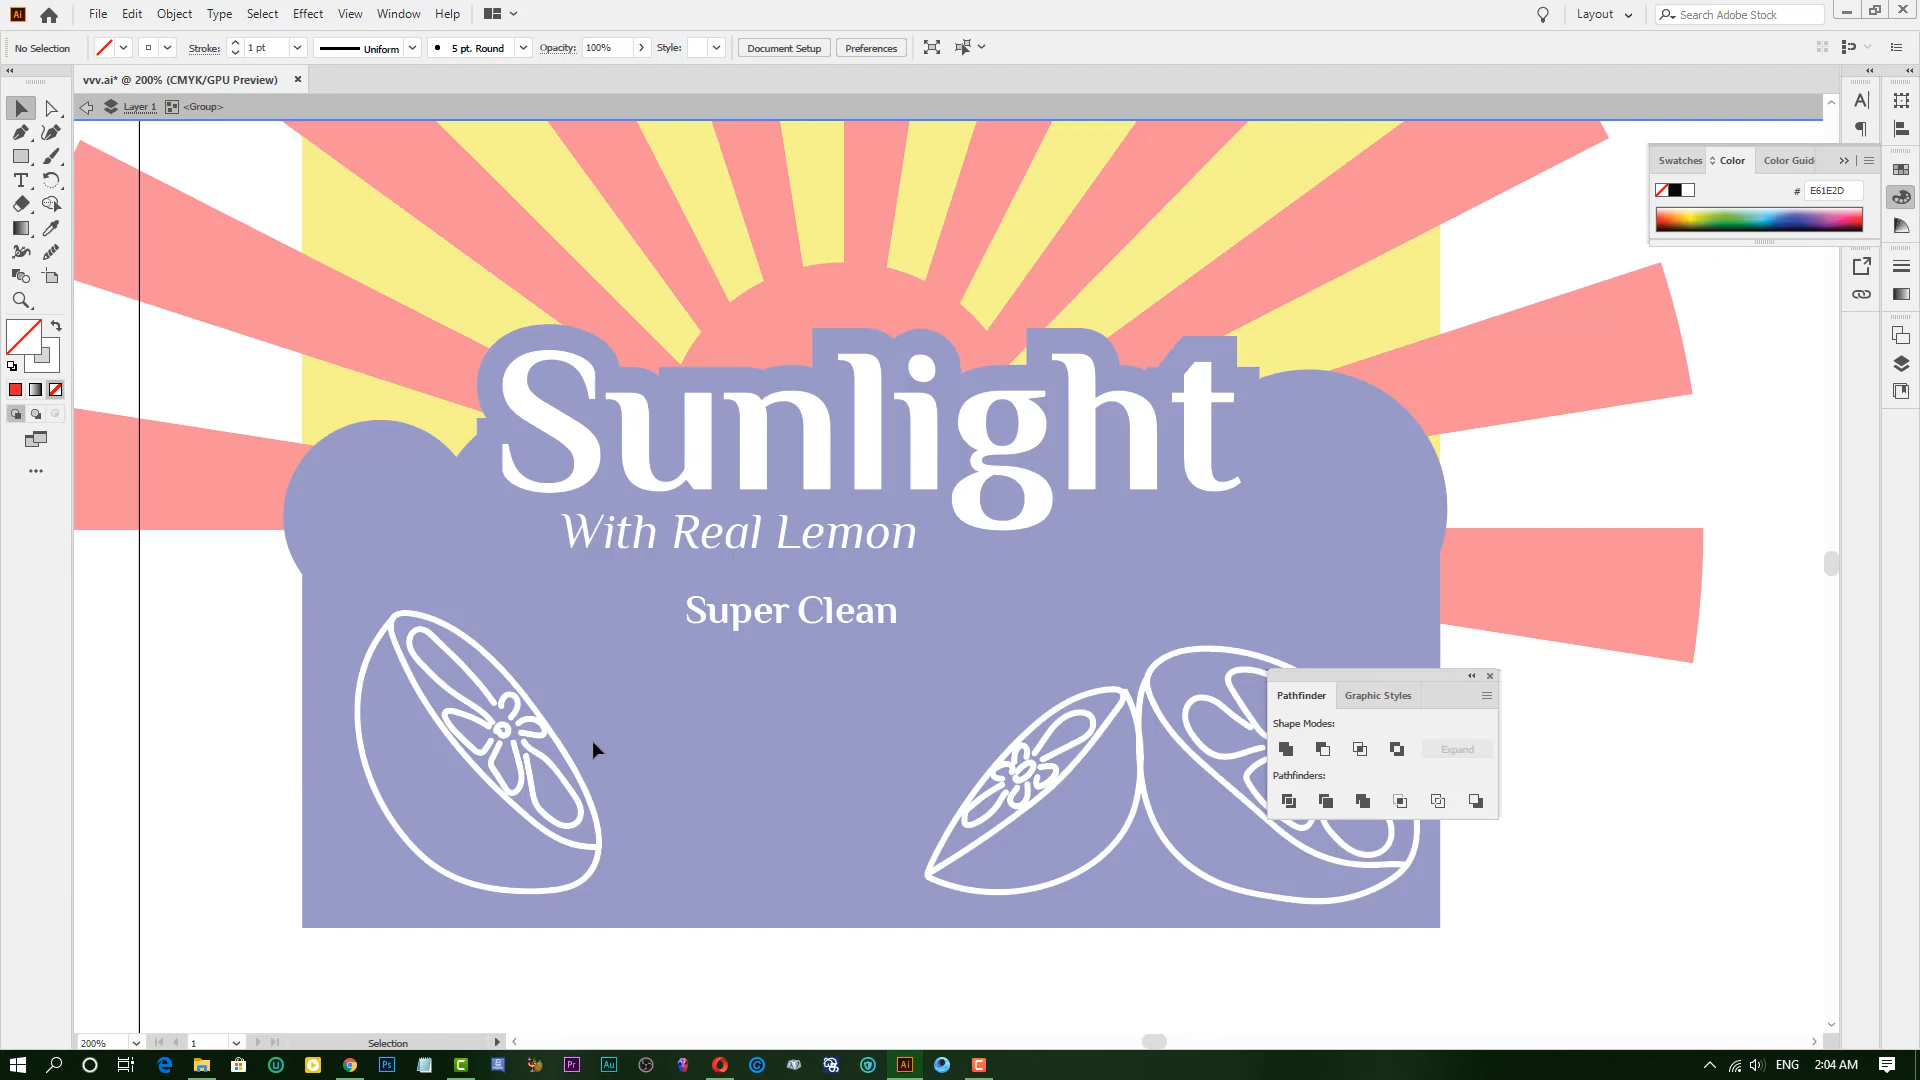 File Edit Object Type Select Effect View Window Help
Layout
Search Adobe Stock
No Selection
Stroke: 1 pt
Uniform
5 pt. Round
Opacity: 100%
Style:
Document Setup
Preferences
vvv.ai* @ 200% (CMYK/GPU Preview)
Layer 1
<Group>
Swatches
Color
Color Guid
# E61E2D
Sunlight
With Real Lemon
Super Clean
Pathfinder
Graphic Styles
Shape Modes:
Expand
Pathfinders:
200%
1
Selection
ENG
2:04 AM